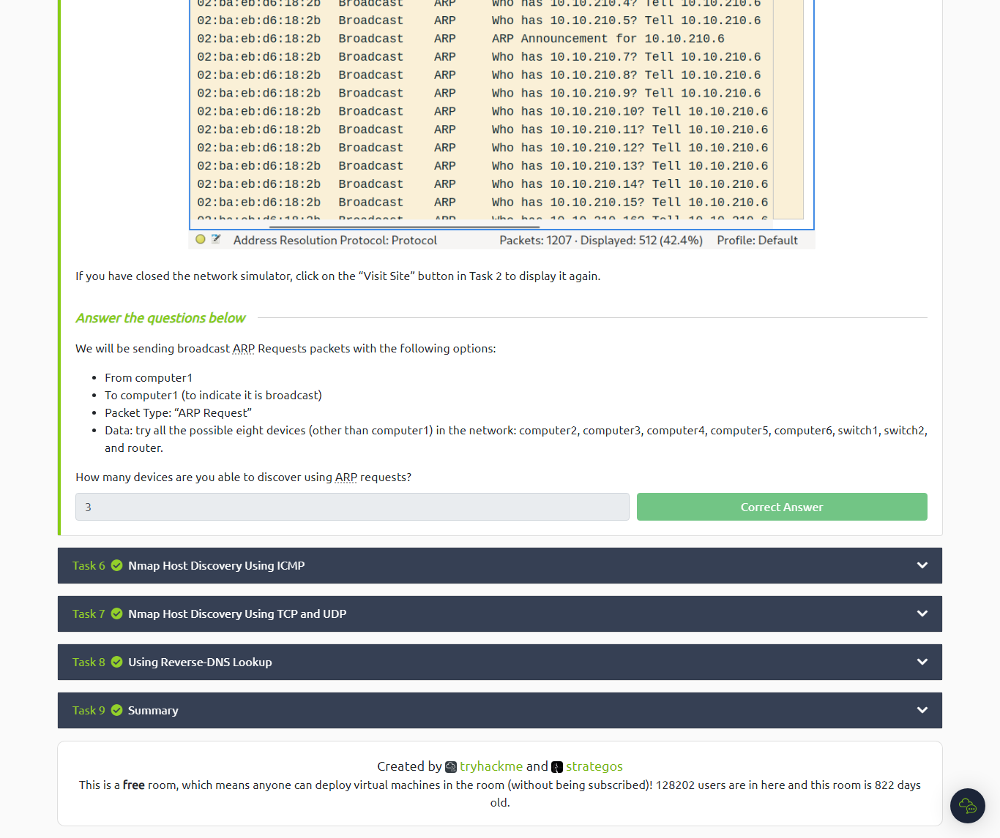 02:ba:eb:d6:18:2b Broadcast ARP Who has 10.10.210.4? Tell 10.10.210.6
02:ba:eb:d6:18:2b Broadcast ARP Who has 10.10.210.5? Tell 10.10.210.6
02:ba:eb:d6:18:2b Broadcast ARP ARP Announcement for 10.10.210.6
02:ba:eb:d6:18:2b Broadcast ARP Who has 10.10.210.7? Tell 10.10.210.6
02:ba:eb:d6:18:2b Broadcast ARP Who has 10.10.210.8? Tell 10.10.210.6
02:ba:eb:d6:18:2b Broadcast ARP Who has 10.10.210.9? Tell 10.10.210.6
02:ba:eb:d6:18:2b Broadcast ARP Who has 10.10.210.10? Tell 10.10.210.6
02:ba:eb:d6:18:2b Broadcast ARP Who has 10.10.210.11? Tell 10.10.210.6
02:ba:eb:d6:18:2b Broadcast ARP Who has 10.10.210.12? Tell 10.10.210.6
02:ba:eb:d6:18:2b Broadcast ARP Who has 10.10.210.13? Tell 10.10.210.6
02:ba:eb:d6:18:2b Broadcast ARP Who has 10.10.210.14? Tell 10.10.210.6
02:ba:eb:d6:18:2b Broadcast ARP Who has 10.10.210.15? Tell 10.10.210.6
02:ba:eb:d6:18:2b Broadcast ARP Who has 10.10.210.16? Tell 10.10.210.6
Address Resolution Protocol: Protocol Packets: 1207 · Displayed: 512 (42.4%) Profile: Default
If you have closed the network simulator, click on the “Visit Site” button in Task 2 to display it again.
Answer the questions below
We will be sending broadcast ARP Requests packets with the following options:
• From computer1
• To computer1 (to indicate it is broadcast)
• Packet Type: “ARP Request”
• Data: try all the possible eight devices (other than computer1) in the network: computer2, computer3, computer4, computer5, computer6, switch1, switch2,
and router.
How many devices are you able to discover using ARP requests?
3 Correct Answer
Task 6 Nmap Host Discovery Using ICMP
Task 7 Nmap Host Discovery Using TCP and UDP
Task 8 Using Reverse-DNS Lookup
Task 9 Summary
Created by tryhackme and strategos
This is a free room, which means anyone can deploy virtual machines in the room (without being subscribed)! 128202 users are in here and this room is 822 days
old.